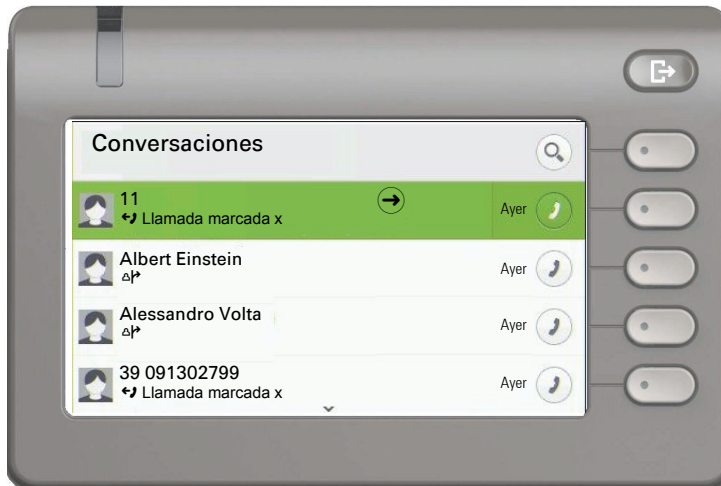 Conversaciones
11
Ayer
Llamada marcada x
Albert Einstein
Ayer
Alessandro Volta
Ayer
39 091302799
Ayer
Llamada marcada x